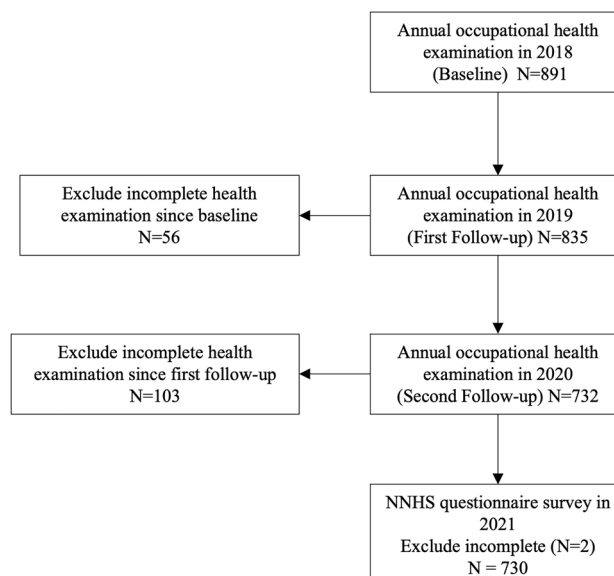 Annual occupational health
examination in 2018
(Baseline) N=891
Exclude incomplete health
examination since baseline
N=56
Annual occupational health
examination in 2019
(First Follow-up) N=835
Exclude incomplete health
examination since first follow-up
N=103
Annual occupational health
examination in 2020
(Second Follow-up) N=732
NNHS questionnaire survey in
2021
Exclude incomplete (N=2)
N = 730